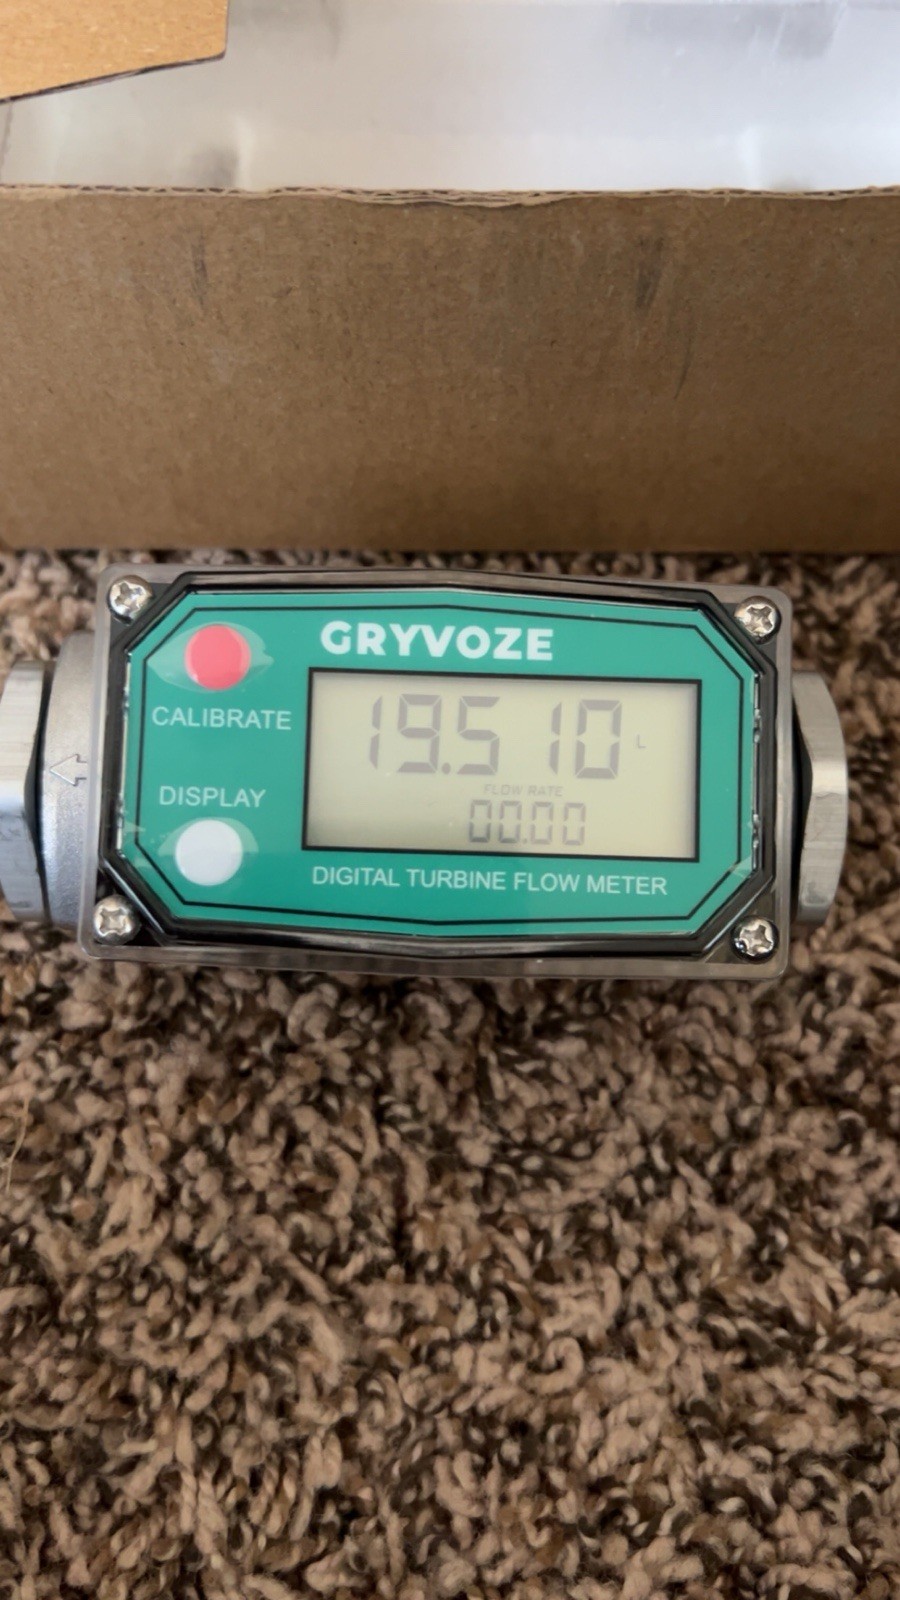 GRYVOZE
CALIBRATE
19.510 L
FLOW RATE
00.00
DISPLAY
DIGITAL TURBINE FLOW METER